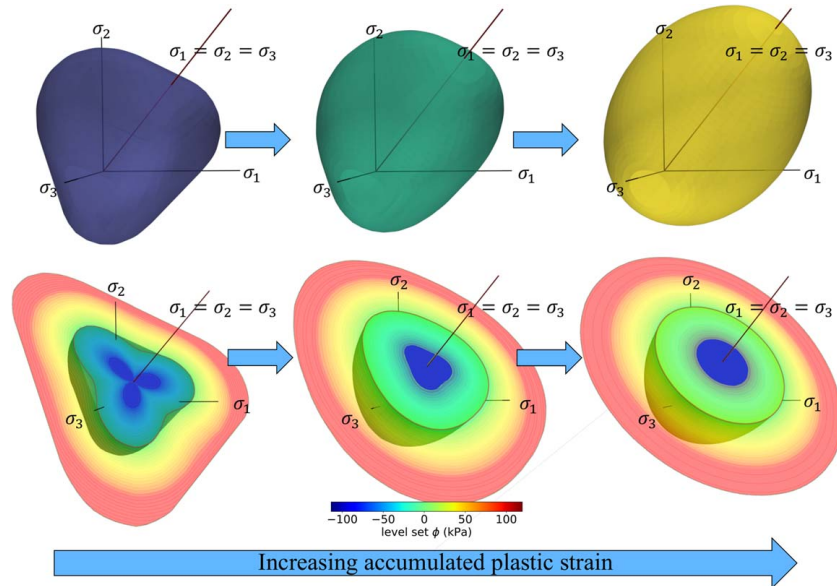 σ₂
σ₁ = σ₂ = σ₃
σ₃
σ₁
σ₂
σ₁ = σ₂ = σ₃
σ₃
σ₁
σ₂
σ₁ = σ₂ = σ₃
σ₃
σ₁
σ₂
σ₁ = σ₂ = σ₃
σ₃
σ₁
σ₂
σ₁ = σ₂ = σ₃
σ₃
σ₁
σ₂
σ₁ = σ₂ = σ₃
σ₃
σ₁
−100 −50 0 50 100
level set ϕ (kPa)
Increasing accumulated plastic strain